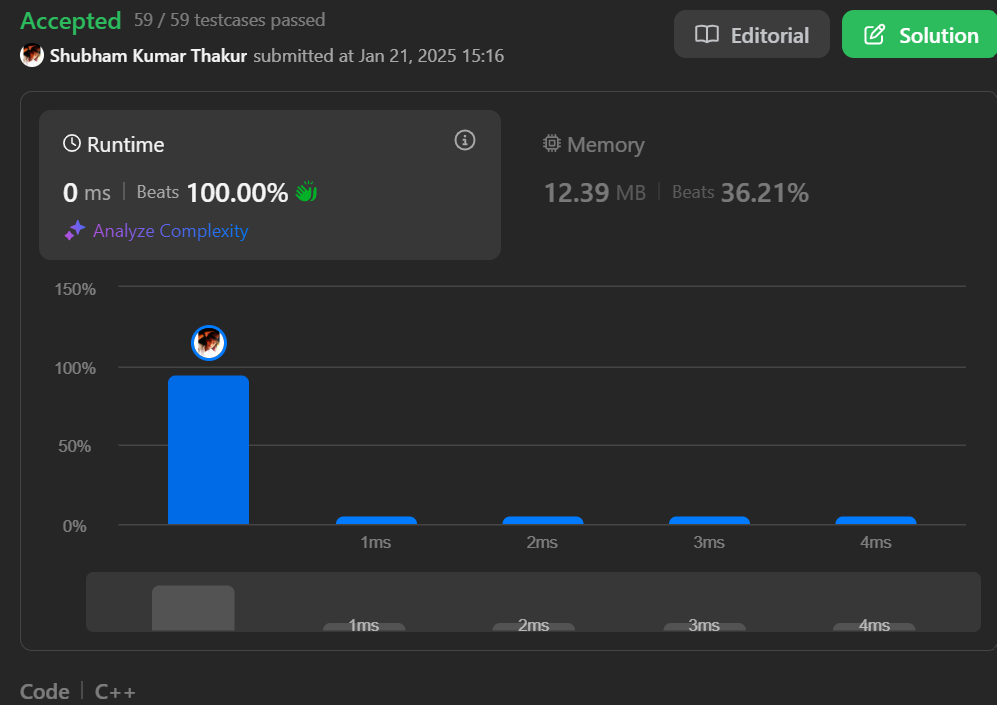 Accepted 59 / 59 testcases passed
Editorial Solution
Shubham Kumar Thakur submitted at Jan 21, 2025 15:16
Runtime
0 ms | Beats 100.00%
Analyze Complexity
Memory
12.39 MB | Beats 36.21%
150%
100%
50%
0%
1ms 2ms 3ms 4ms
1ms 2ms 3ms 4ms
Code | C++